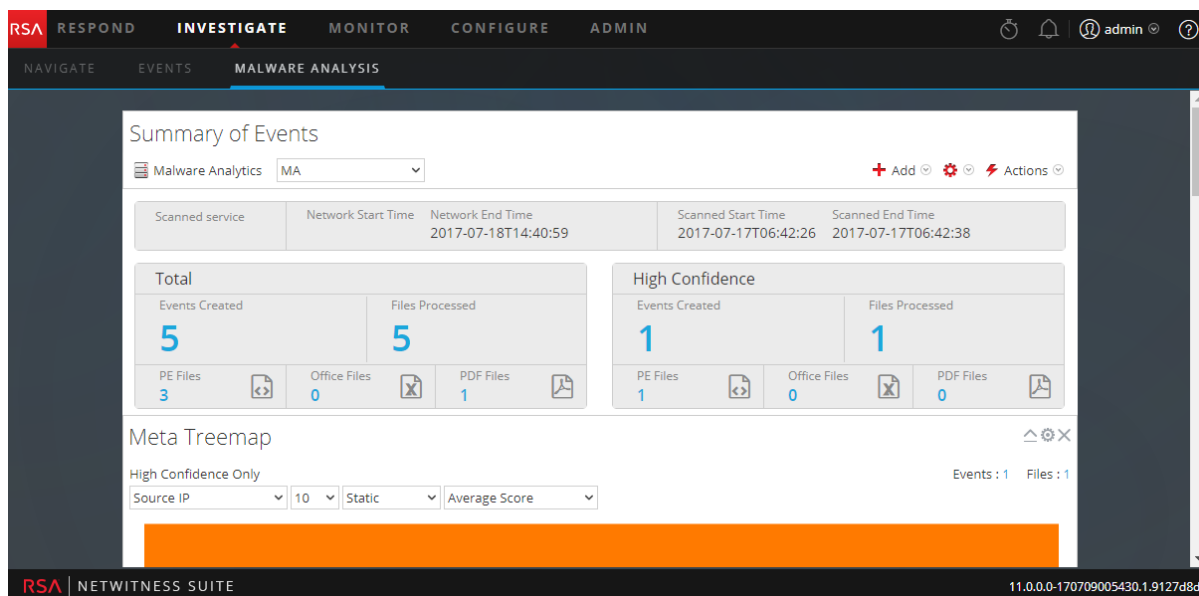 RSA RESPOND INVESTIGATE MONITOR CONFIGURE ADMIN admin ?
NAVIGATE EVENTS MALWARE ANALYSIS
Summary of Events
Malware Analytics MA Add Actions
Scanned service Network Start Time Network End Time Scanned Start Time Scanned End Time
2017-07-18T14:40:59 2017-07-17T06:42:26 2017-07-17T06:42:38
Total High Confidence
Events Created Files Processed Events Created Files Processed
5 5 1 1
PE Files Office Files PDF Files PE Files Office Files PDF Files
3 0 1 1 0 0
Meta Treemap
High Confidence Only Events : 1 Files : 1
Source IP 10 Static Average Score
RSA NETWITNESS SUITE 11.0.0.0-170709005430.1.9127d8d